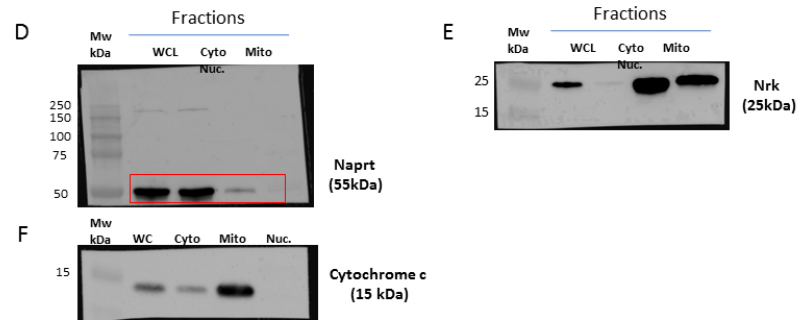 D
Fractions
Mw
kDa
WCL Cyto Mito
Nuc.
250
150
100
75
50
Naprt
(55kDa)
E
Fractions
Mw
kDa
WCL Cyto Mito
Nuc.
25
15
Nrk
(25kDa)
F
Mw
kDa WC Cyto Mito Nuc.
15
Cytochrome c
(15 kDa)